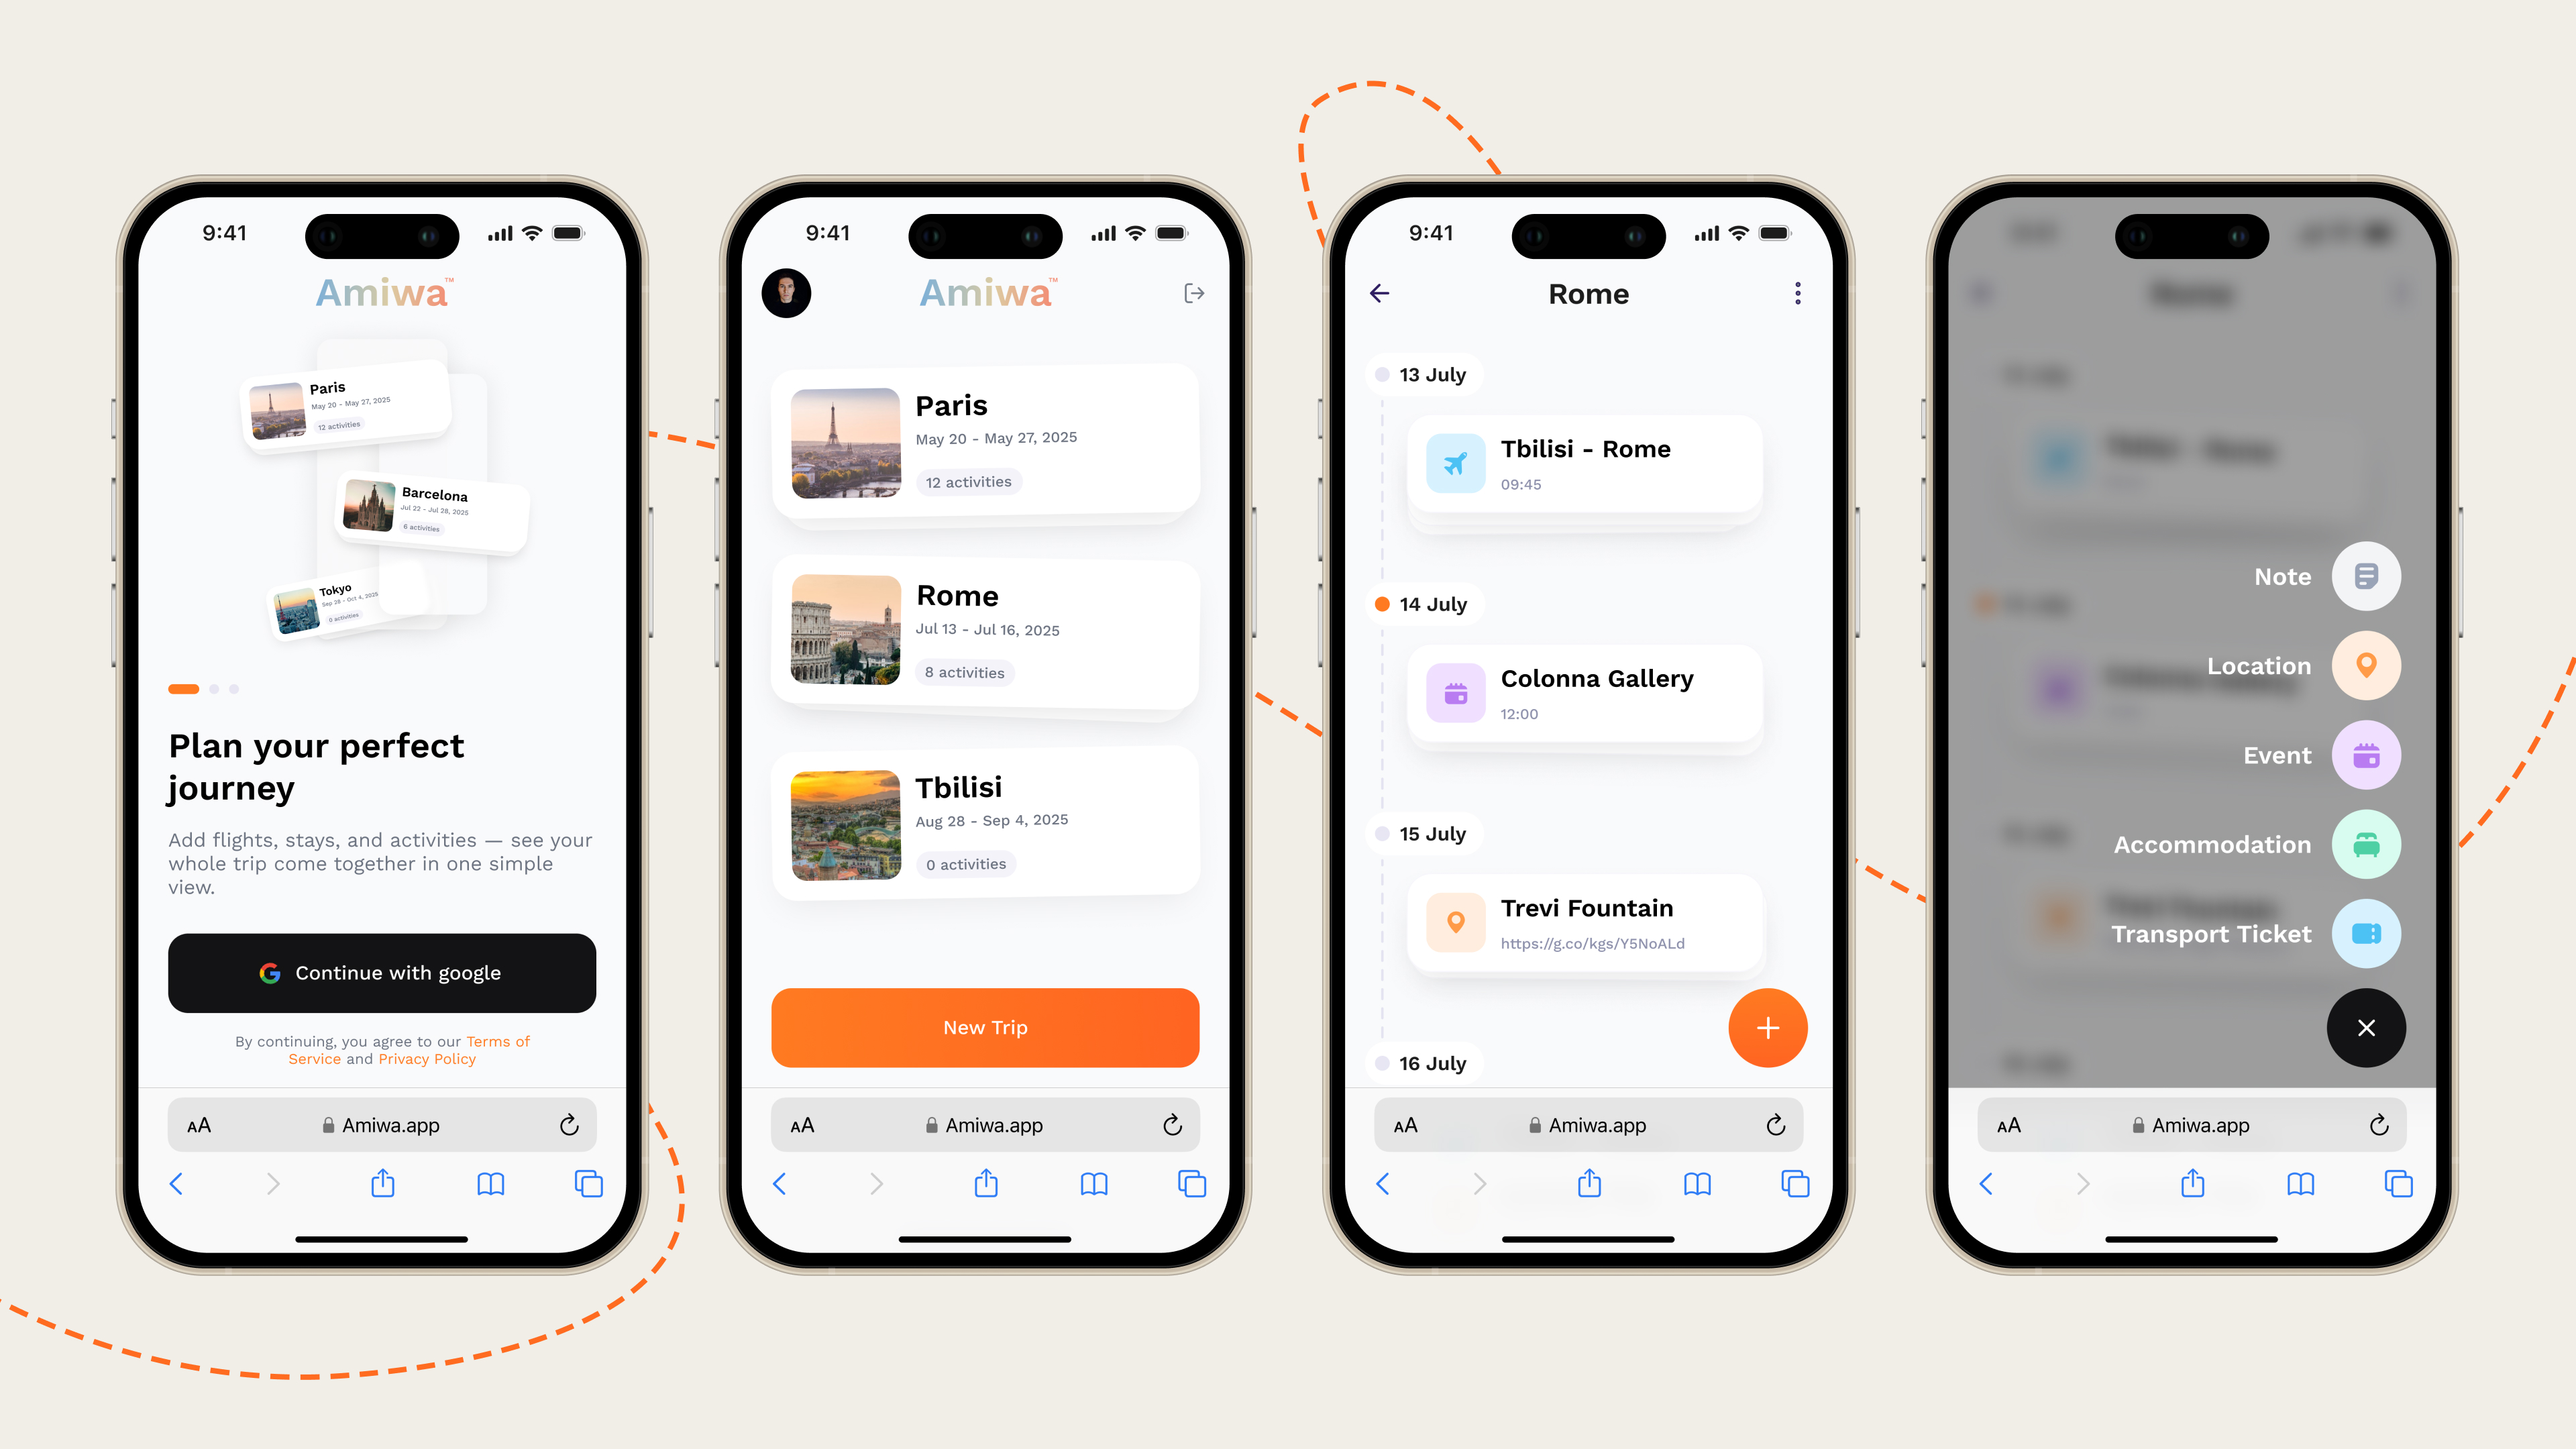 9:41
Amiwa™
Paris
May 20 - May 27, 2025
12 activities
Barcelona
Jul 22 - Jul 28, 2025
6 activities
Tokyo
Sep 28 - Oct 4, 2025
0 activities
Plan your perfect
journey
Add flights, stays, and activities — see your
whole trip come together in one simple
view.
Continue with google
By continuing, you agree to our Terms of
Service and Privacy Policy
AA Amiwa.app
9:41
Amiwa™
Paris
May 20 - May 27, 2025
12 activities
Rome
Jul 13 - Jul 16, 2025
8 activities
Tbilisi
Aug 28 - Sep 4, 2025
0 activities
New Trip
AA Amiwa.app
9:41
Rome
13 July
Tbilisi - Rome
09:45
14 July
Colonna Gallery
12:00
15 July
Trevi Fountain
https://g.co/kgs/Y5NoALd
16 July
AA Amiwa.app
Note
Location
Event
Accommodation
Transport Ticket
AA Amiwa.app